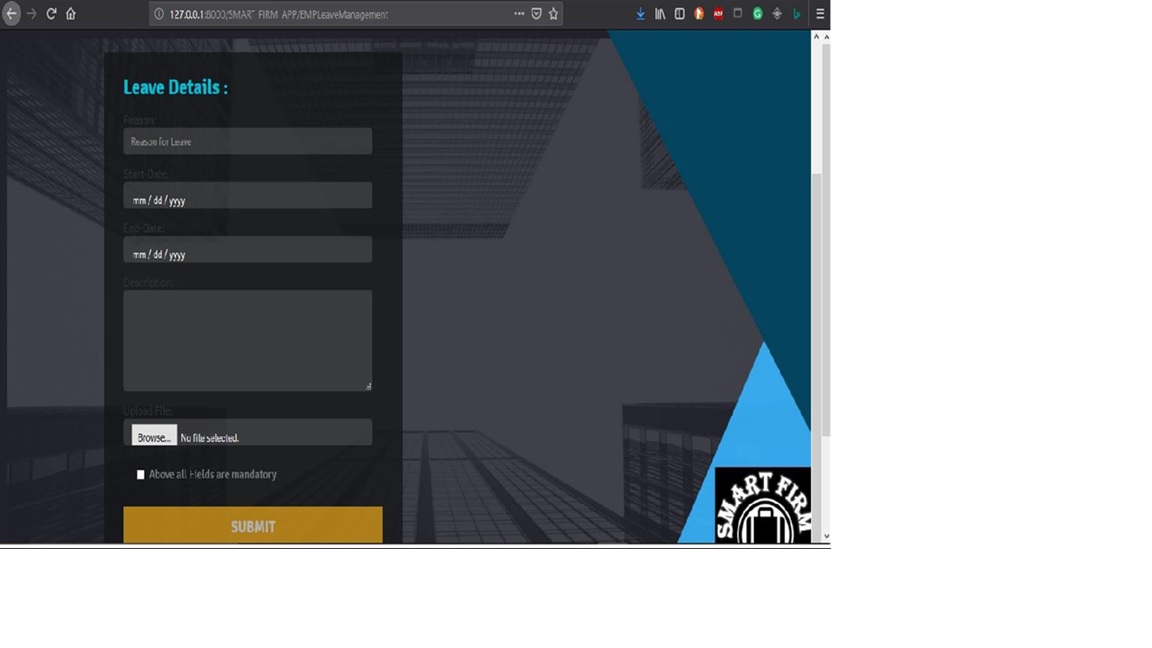 127.0.0.1:8000/SMART_FIRM_APP/EMPLeaveManagement
Leave Details :
Reason:
Reason for Leave
Start-Date:
mm / dd / yyyy
End-Date:
mm / dd / yyyy
Description:
Upload File:
Browse... No file selected.
Above all Fields are mandatory
SUBMIT
SMART FIRM